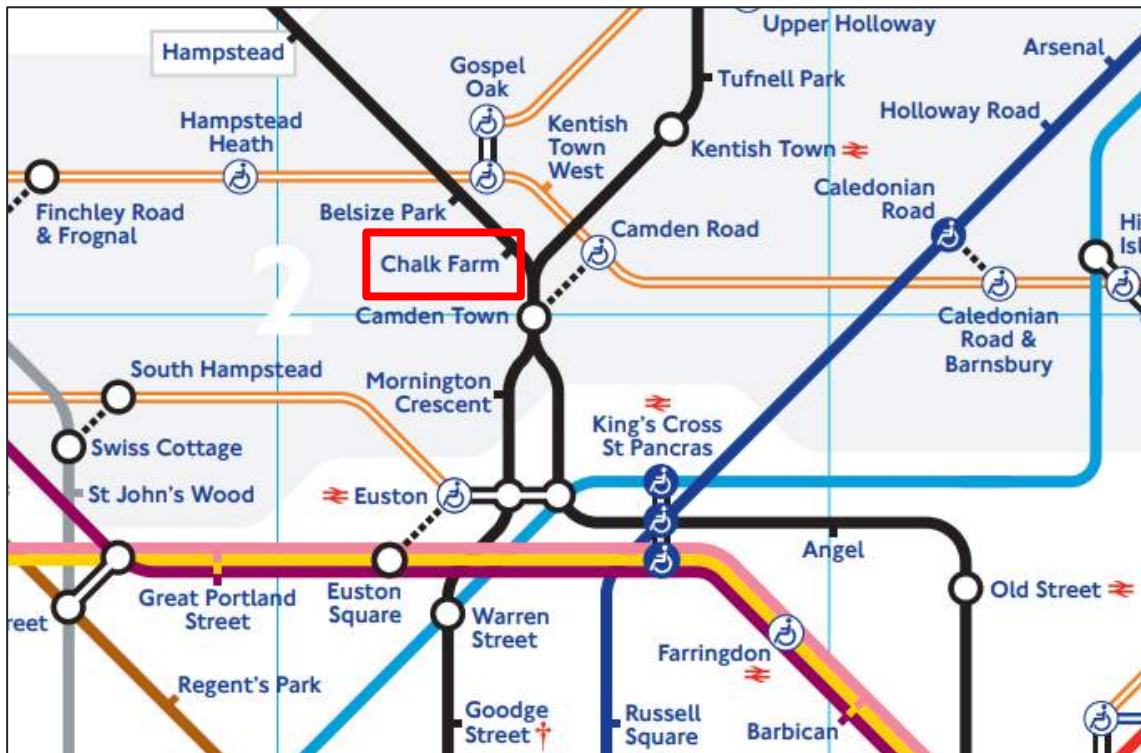 Hampstead
Upper Holloway
Arsenal
Gospel
Oak
Tufnell Park
Holloway Road
Hampstead
Heath
Kentish
Town
West
Kentish Town
Caledonian
Road
Finchley Road
& Frognal
Belsize Park
Camden Road
Hi
Isl
2
Chalk Farm
Camden Town
Caledonian
Road &
Barnsbury
South Hampstead
Mornington
Crescent
King's Cross
St Pancras
Swiss Cottage
St John's Wood
Euston
Angel
Great Portland
Street
Euston
Square
Old Street
reet
Warren
Street
Farringdon
Regent's Park
Goodge
Street
Russell
Square
Barbican